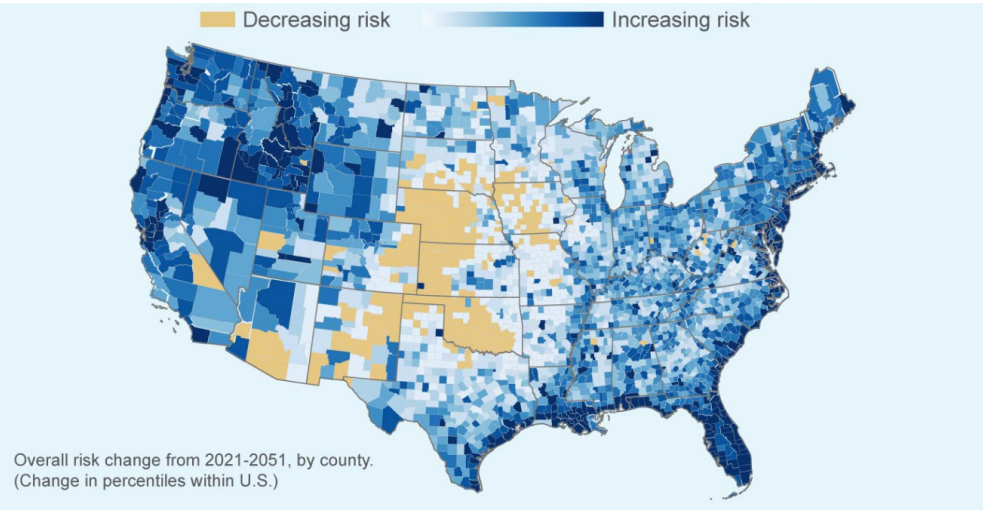 Decreasing risk Increasing risk
Overall risk change from 2021-2051, by county.
(Change in percentiles within U.S.)